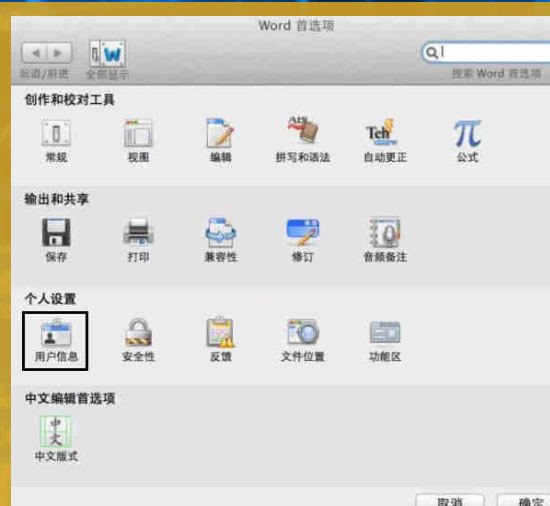 Word 首选项
后退/前进 全部显示 搜索 Word 首选项
创作和校对工具
常规 视图 编辑 拼写和语法 自动更正 公式
输出和共享
保存 打印 兼容性 修订 音频备注
个人设置
用户信息 安全性 反馈 文件位置 功能区
中文编辑首选项
中文版式
取消 确定